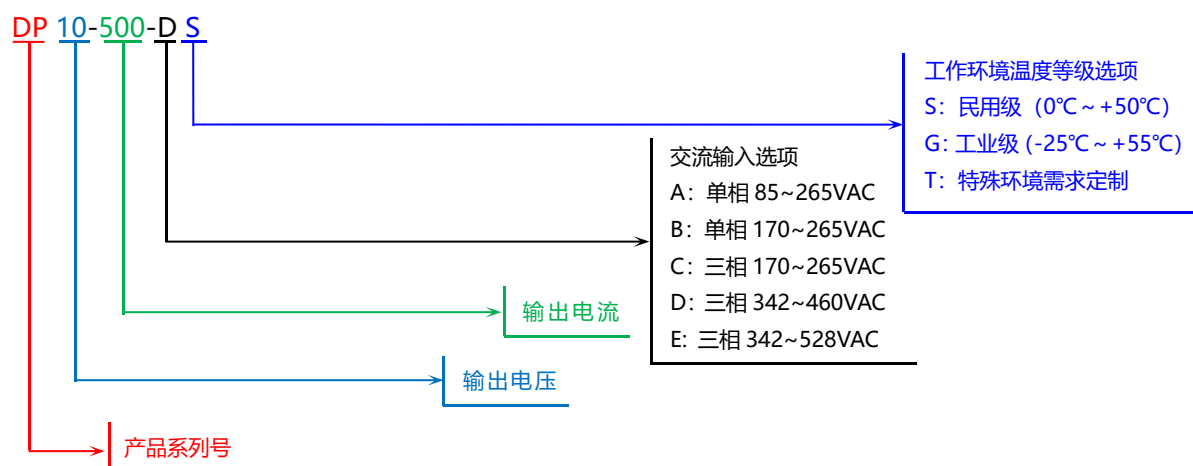 DP10-500-DS
工作环境温度等级选项
S：民用级（0℃～+50℃）
G：工业级 (-25℃～+55℃)
T：特殊环境需求定制
交流输入选项
A：单相 85~265VAC
B：单相 170~265VAC
C：三相 170~265VAC
D：三相 342~460VAC
E: 三相 342~528VAC
输出电流
输出电压
产品系列号